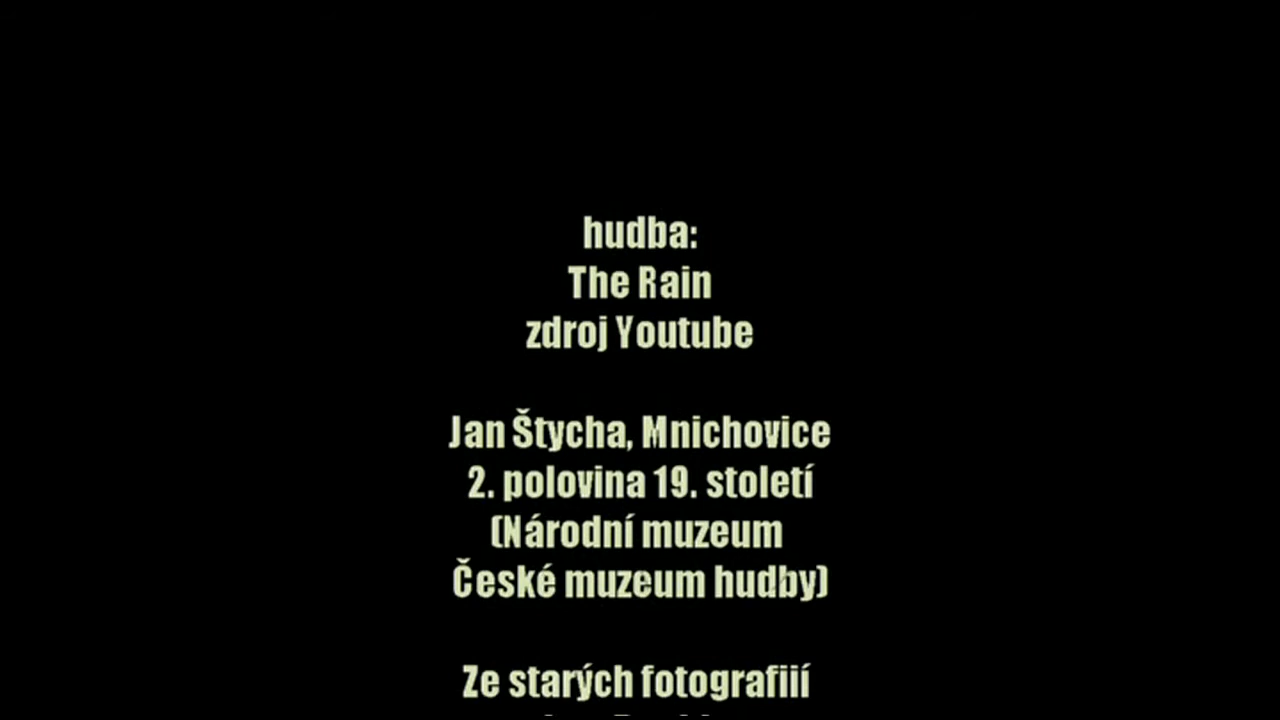 hudba:
The Rain
zdroj Youtube
Jan Štycha, Mnichovice
2. polovina 19. století
(Národní muzeum
České muzeum hudby)
Ze starých fotografiií